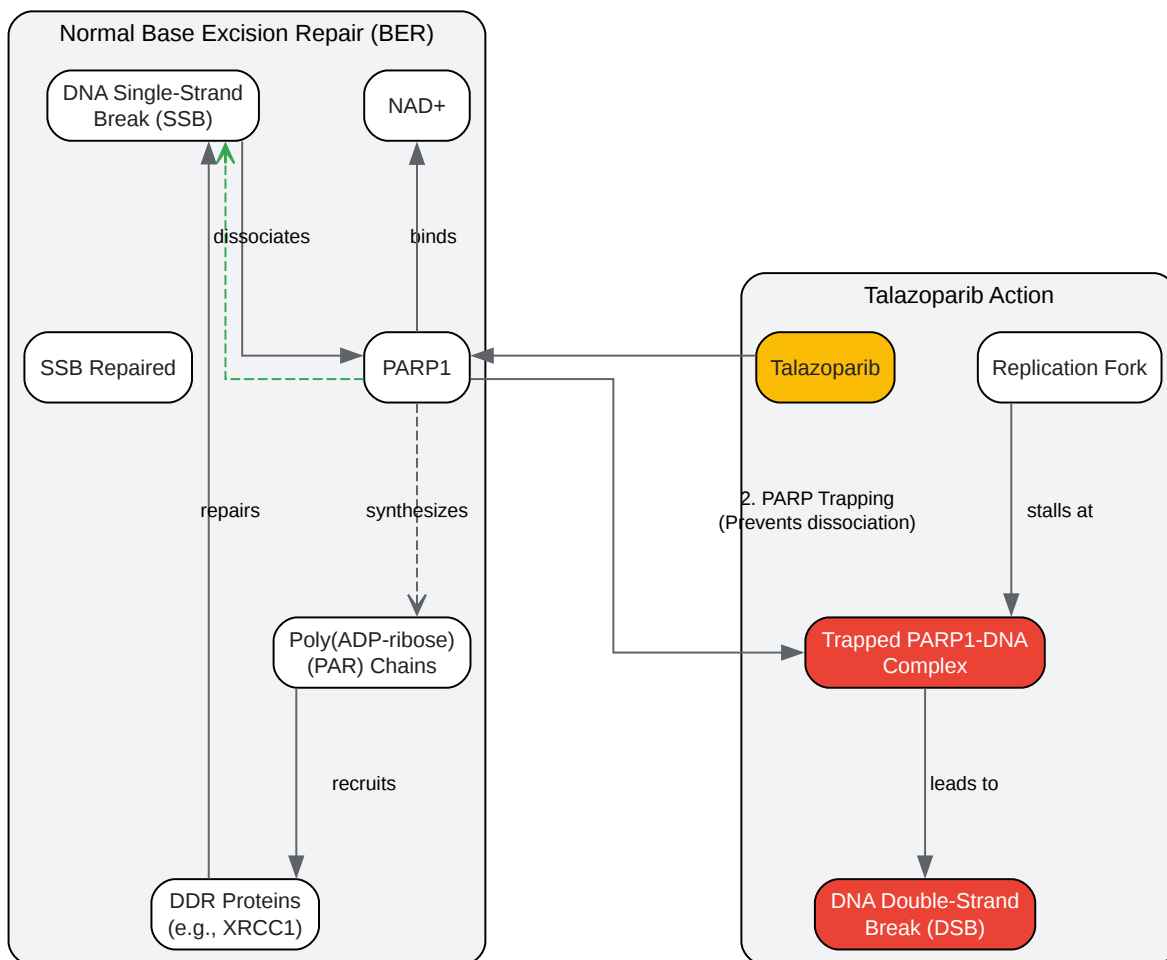 Normal Base Excision Repair (BER)
DNA Single-Strand
Break (SSB)
NAD+
dissociates
binds
Talazoparib Action
SSB Repaired
PARP1
Talazoparib
Replication Fork
repairs
synthesizes
2. PARP Trapping
(Prevents dissociation)
stalls at
Poly(ADP-ribose)
(PAR) Chains
Trapped PARP1-DNA
Complex
recruits
leads to
DDR Proteins
(e.g., XRCC1)
DNA Double-Strand
Break (DSB)